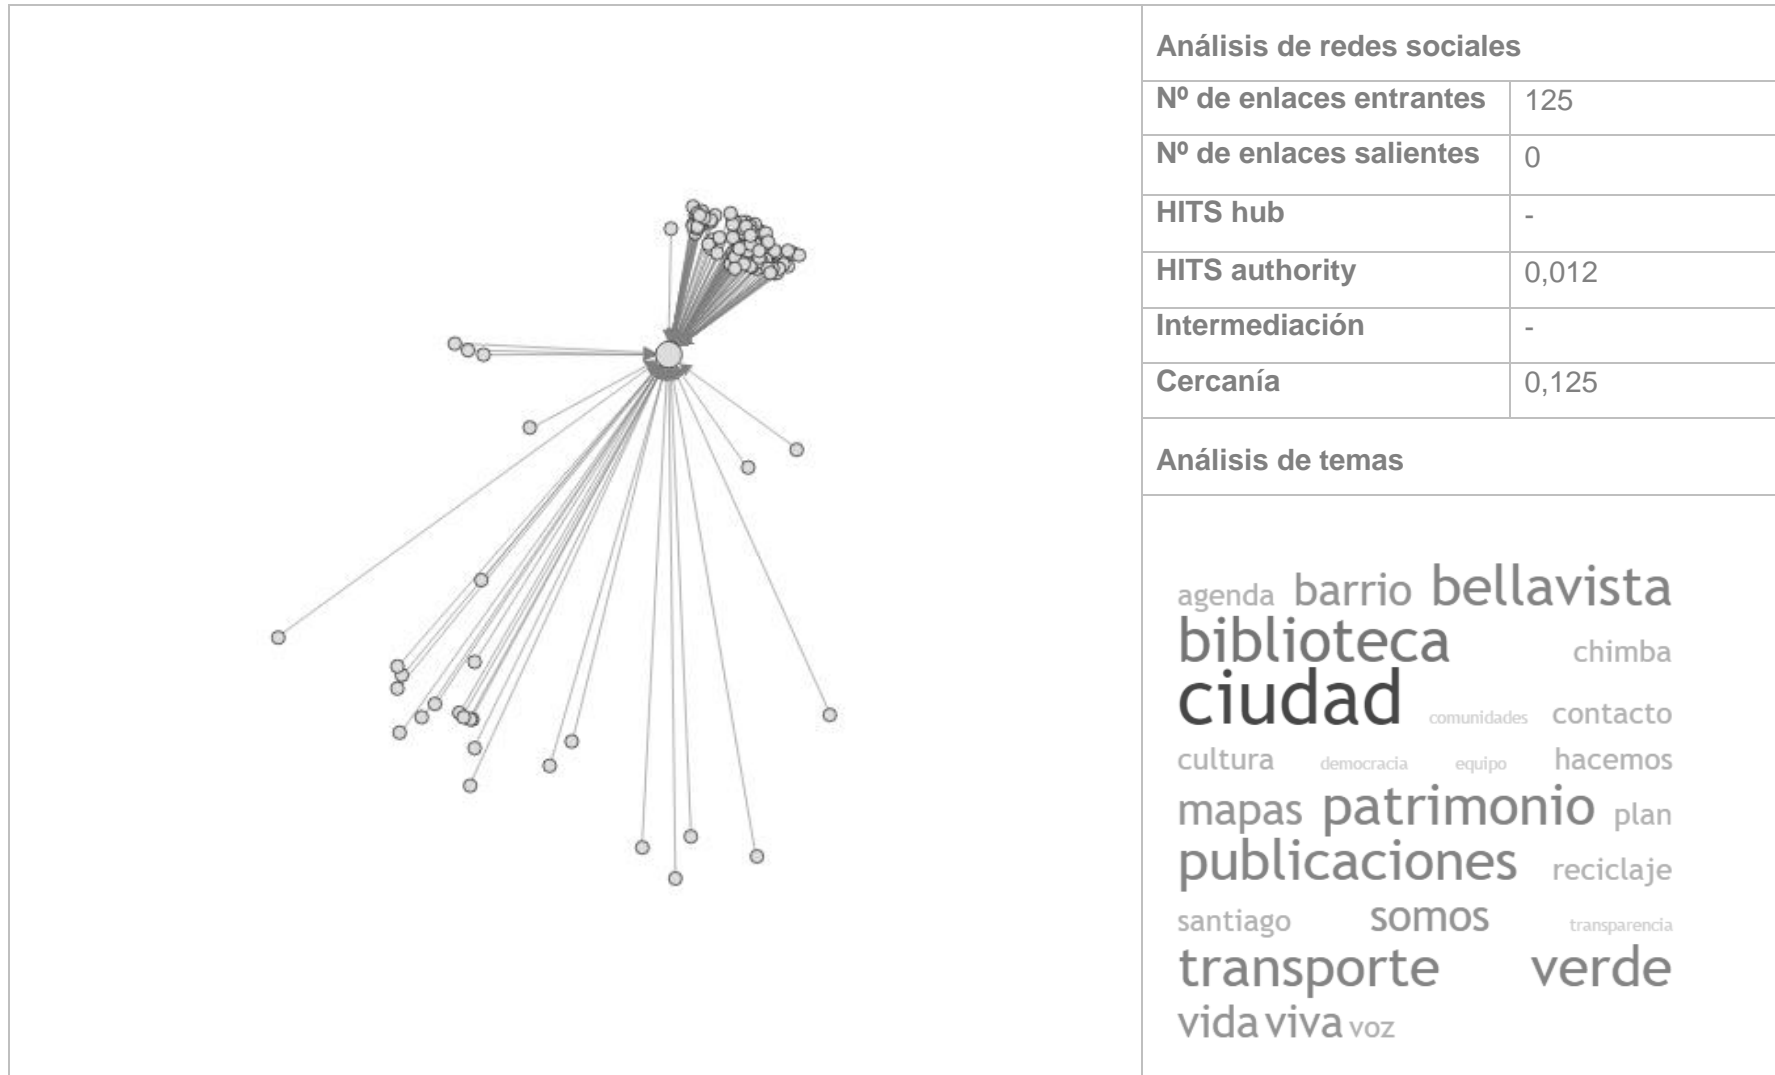 Análisis de redes sociales
Nº de enlaces entrantes 125
Nº de enlaces salientes 0
HITS hub -
HITS authority 0,012
Intermediación -
Cercanía 0,125
Análisis de temas
agenda barrio bellavista
biblioteca chimba
ciudad comunidades contacto
cultura democracia equipo hacemos
mapas patrimonio plan
publicaciones reciclaje
santiago somos transparencia
transporte verde
vida viva voz